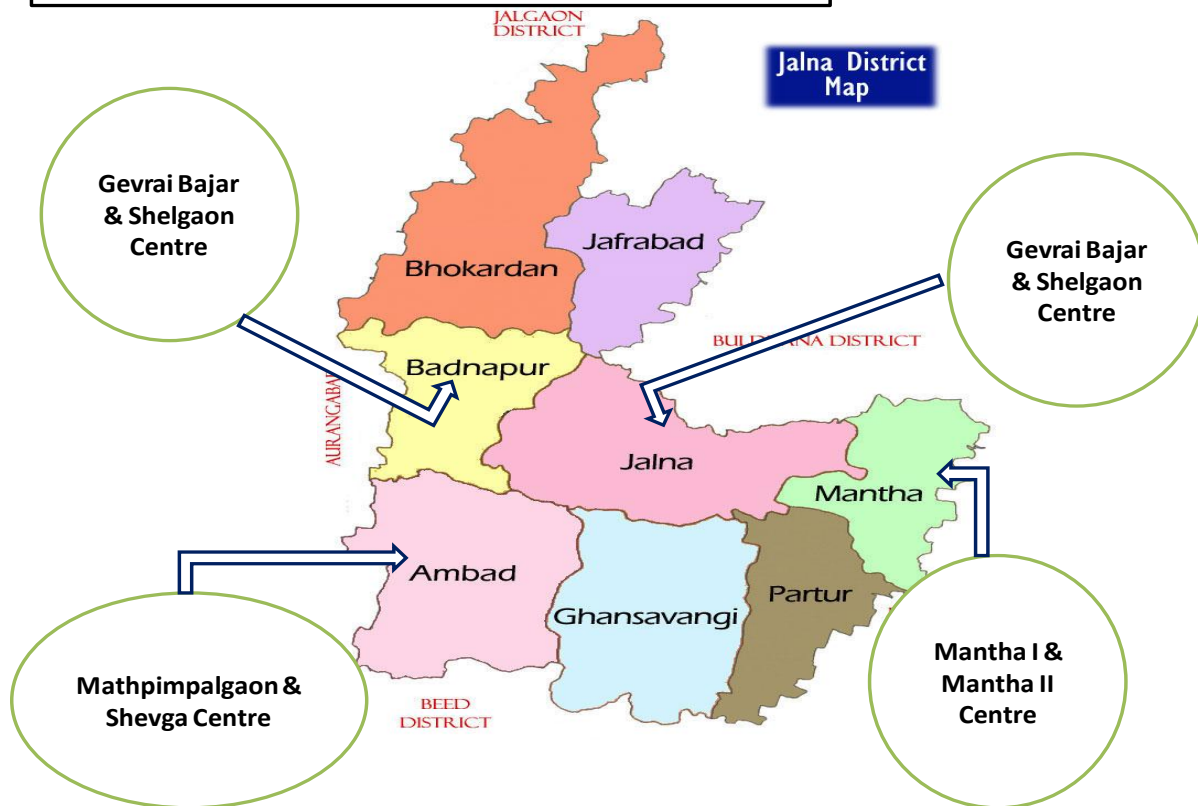 JALGAON
DISTRICT
Jalna District
Map
Gevrai Bajar
& Shelgaon
Centre
Jafrabad
Bhokardan
Gevrai Bajar
& Shelgaon
Centre
DISTRICT
Badnapur
Jalna
Mantha
Ambad
Ghansavangi
Partur
Mathpimpalgaon &
Shevga Centre
BEED
DISTRICT
Mantha I &
Mantha II
Centre